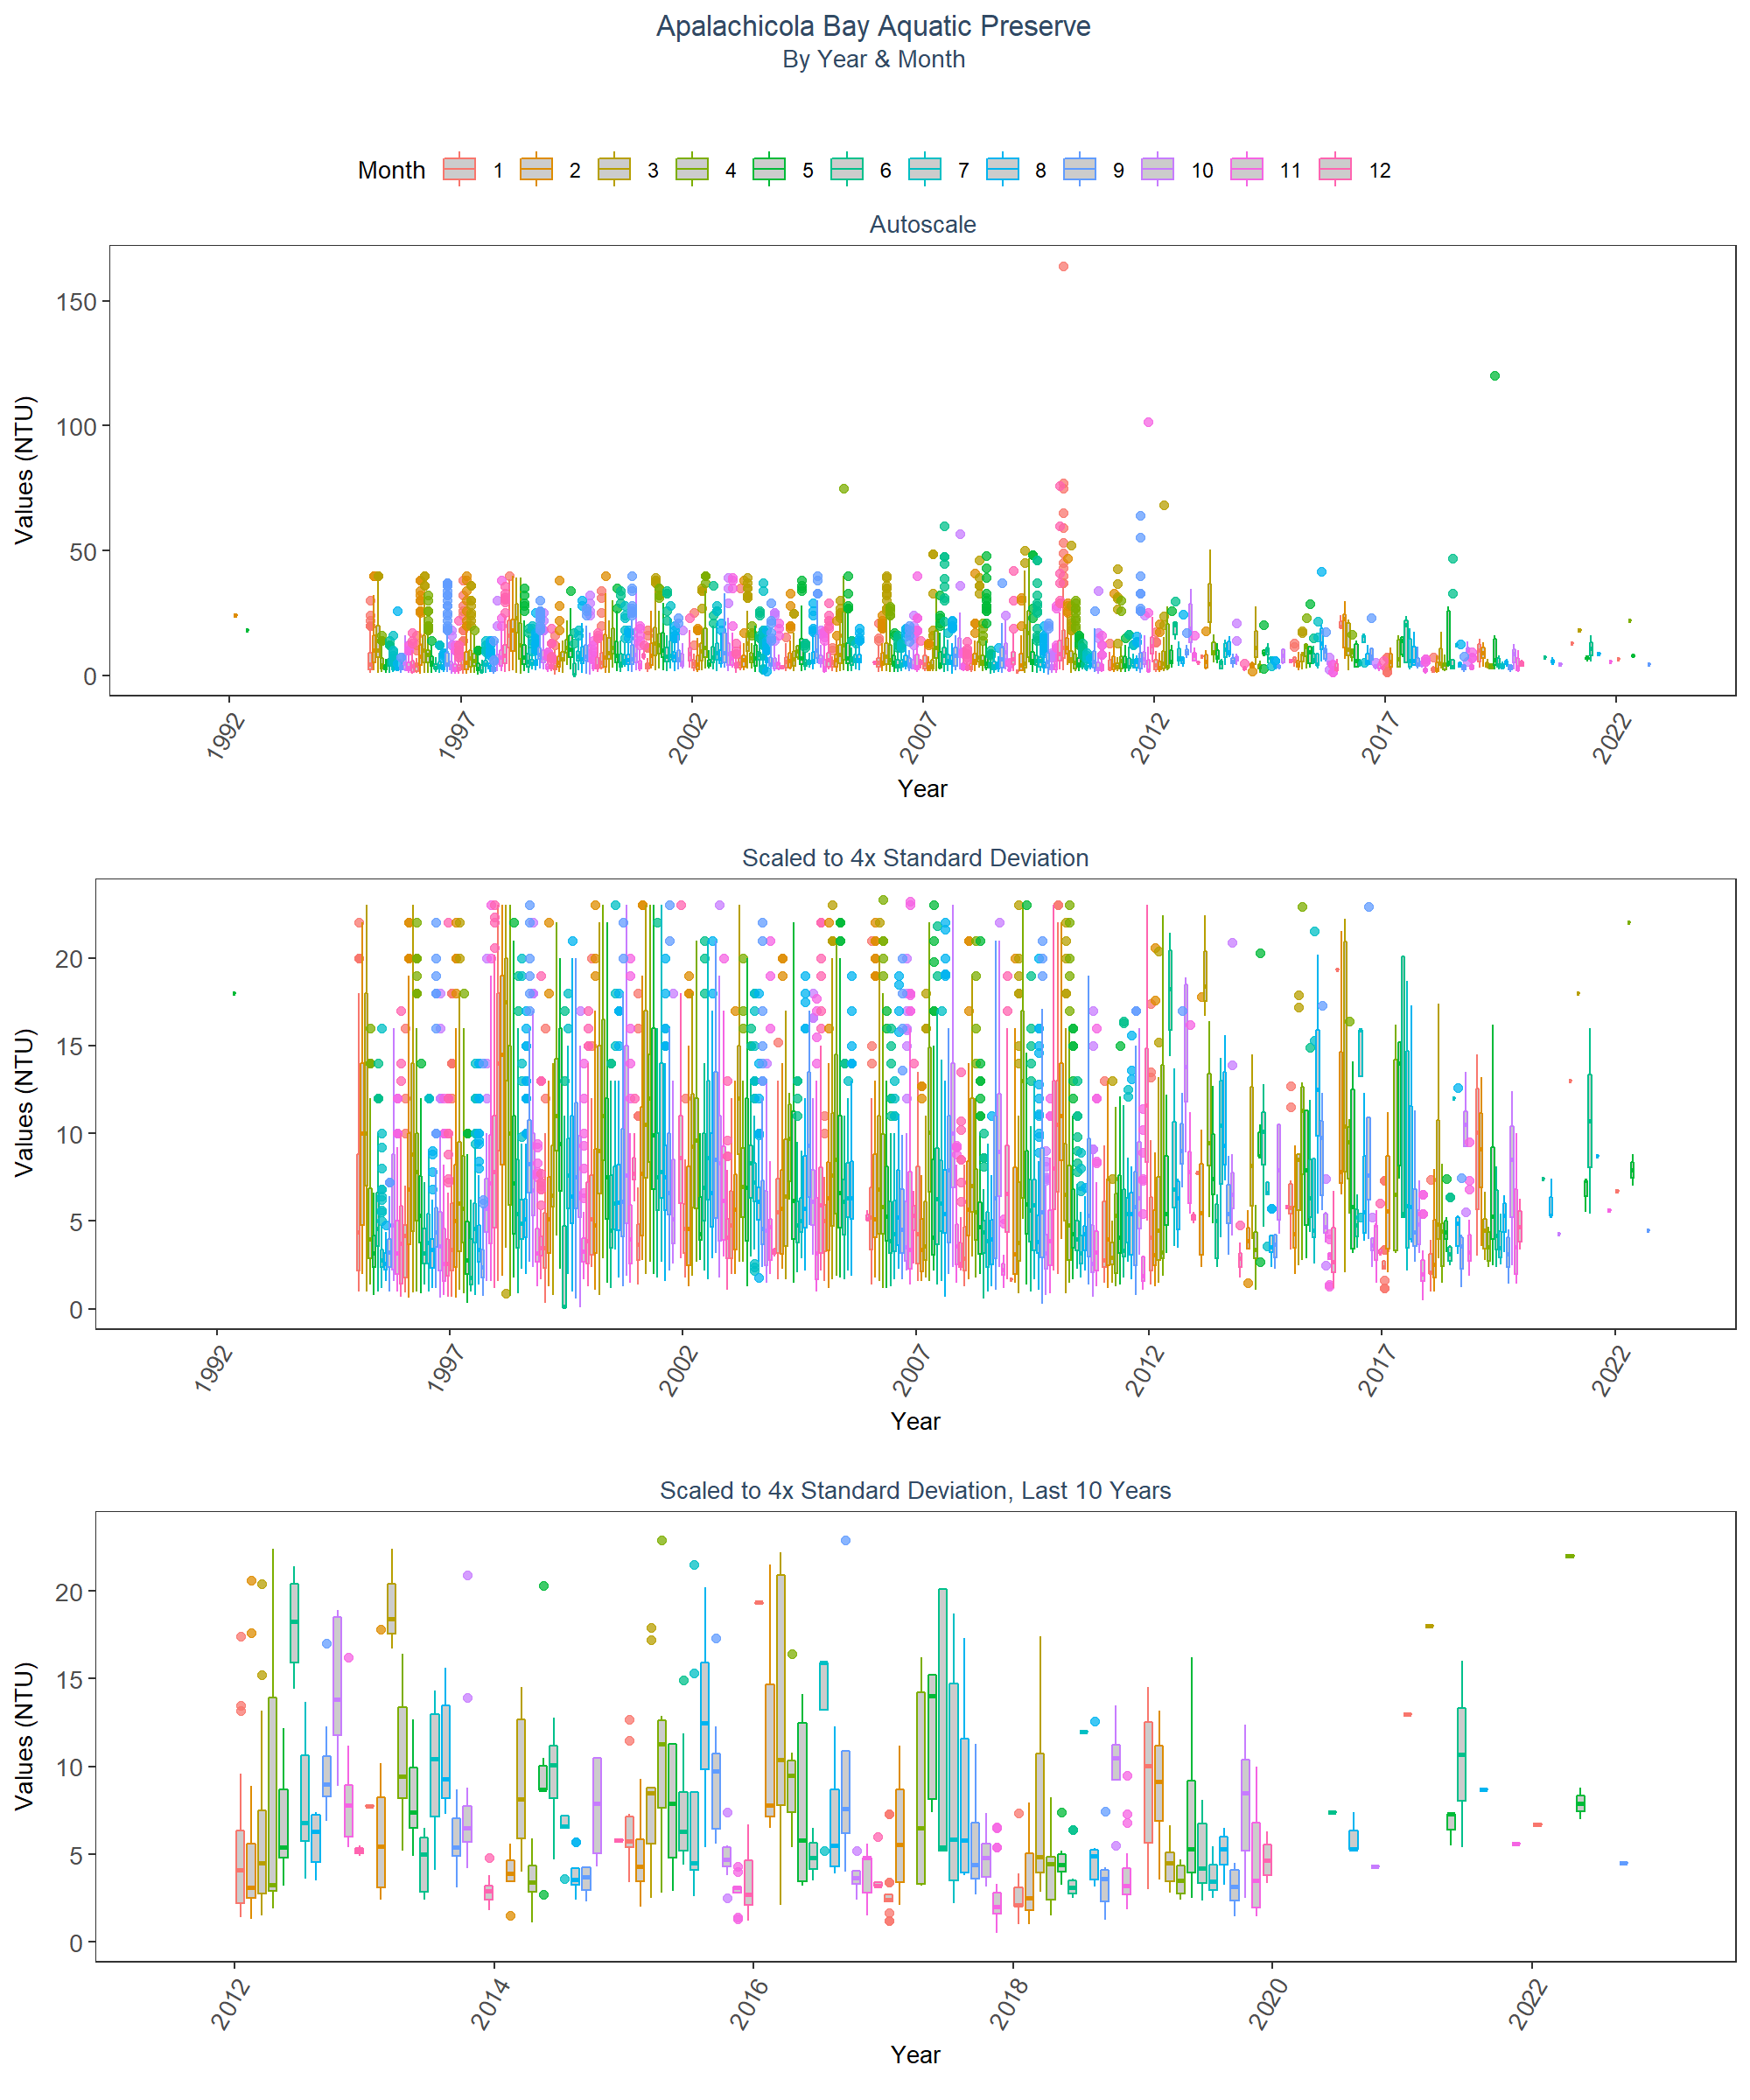 Apalachicola Bay Aquatic Preserve
By Year & Month
Month 1 2 3 4 5 6 7 8 9 10 11 12
Autoscale
Values (NTU)
150
100
50
0
1992 1997 2002 2007 2012 2017 2022
Year
Scaled to 4x Standard Deviation
Values (NTU)
20
15
10
5
0
1992 1997 2002 2007 2012 2017 2022
Year
Scaled to 4x Standard Deviation, Last 10 Years
Values (NTU)
20
15
10
5
0
2012 2014 2016 2018 2020 2022
Year